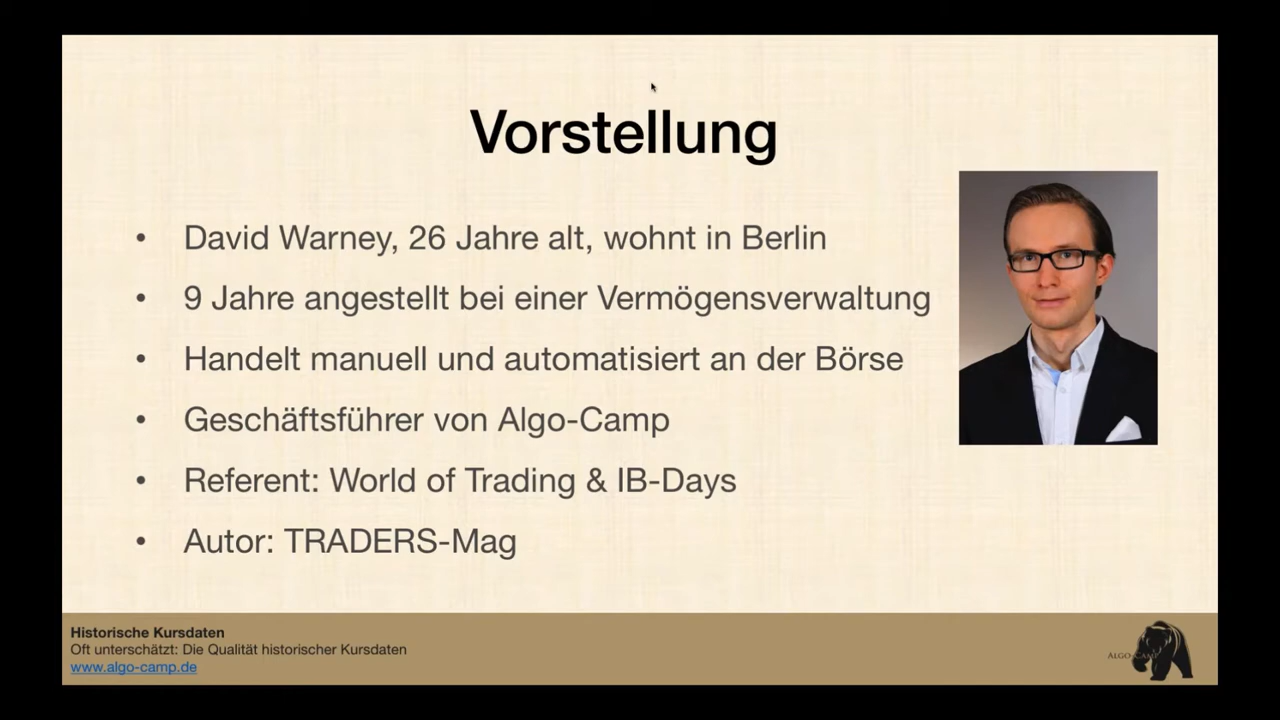 Vorstellung
• David Warney, 26 Jahre alt, wohnt in Berlin
• 9 Jahre angestellt bei einer Vermögensverwaltung
• Handelt manuell und automatisiert an der Börse
• Geschäftsführer von Algo-Camp
• Referent: World of Trading & IB-Days
• Autor: TRADERS-Mag
Historische Kursdaten
Oft unterschätzt: Die Qualität historischer Kursdaten
www.algo-camp.de
ALGO-CAMP